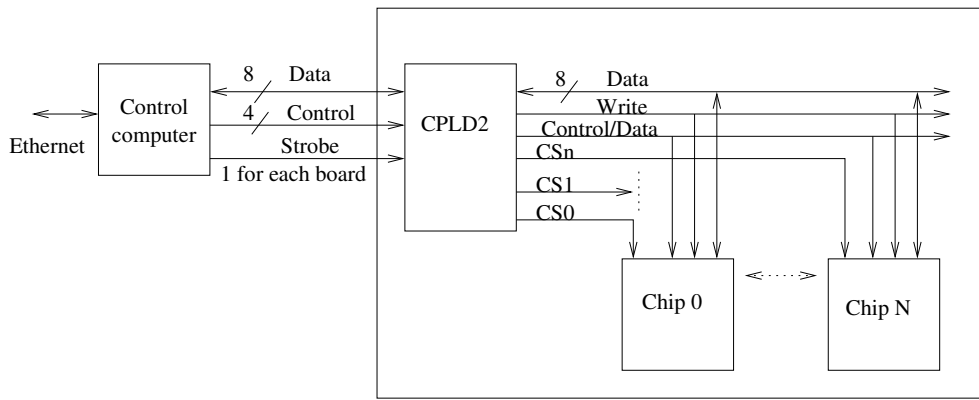 Ethernet
Control
computer
8 Data
4 Control
Strobe
1 for each board
CPLD2
8 Data
Write
Control/Data
CSn
CS1
CS0
Chip 0
Chip N